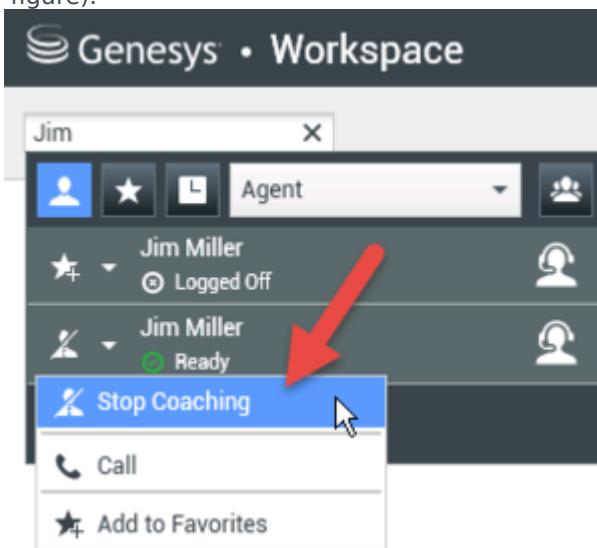 figure).
Genesys • Workspace
Jim
Agent
Jim Miller
Logged Off
Jim Miller
Ready
Stop Coaching
Call
Add to Favorites